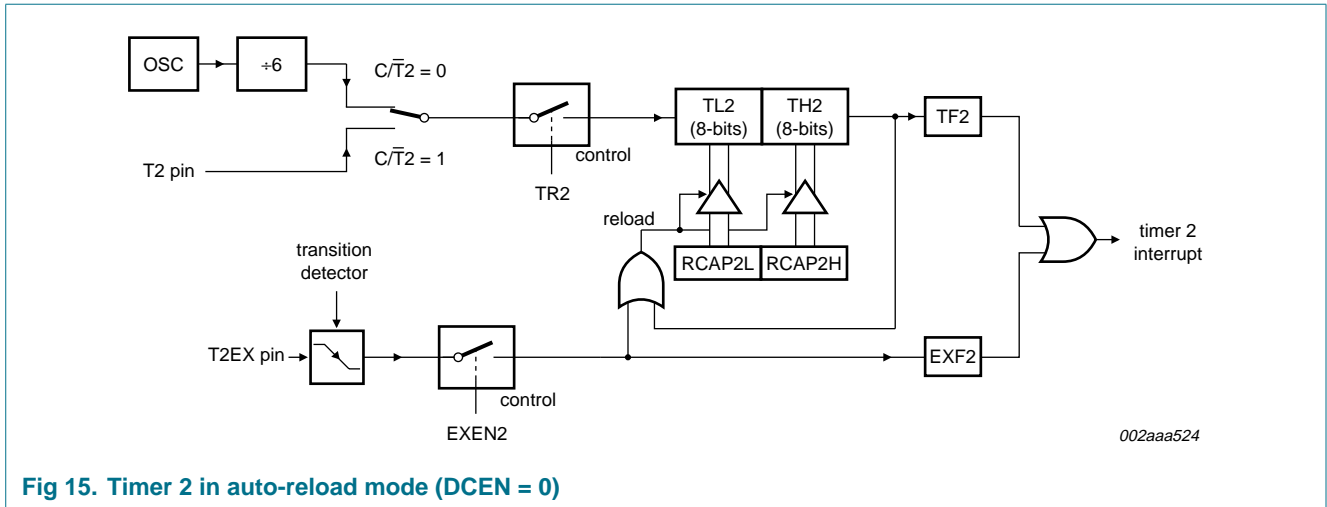 OSC
÷6
C/T̅2 = 0
C/T̅2 = 1
T2 pin
control
TR2
TL2
(8-bits)
TH2
(8-bits)
TF2
reload
RCAP2L
RCAP2H
timer 2
interrupt
transition
detector
T2EX pin
control
EXEN2
EXF2
002aaa524
Fig 15. Timer 2 in auto-reload mode (DCEN = 0)